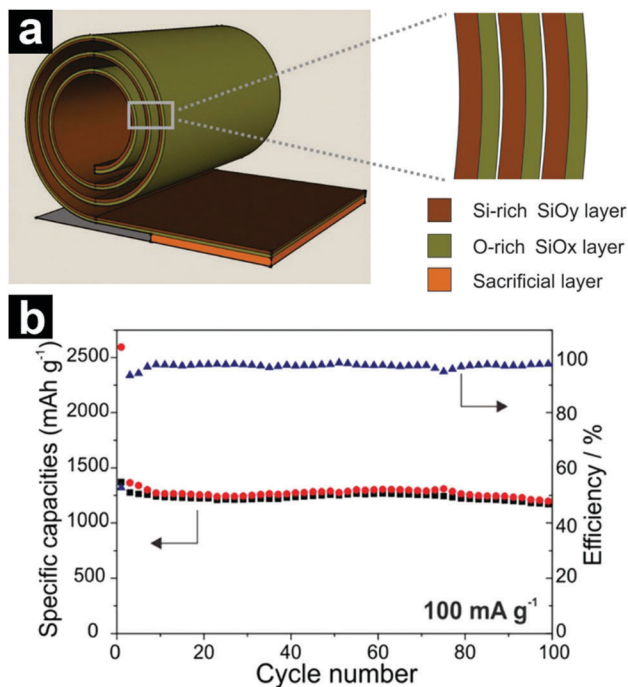 a
Si-rich SiOy layer
O-rich SiOx layer
Sacrificial layer
b
Specific capacities (mAh g⁻¹)
2500
2000
1500
1250
1000
500
0
100
80
60
40
20
0
Efficiency / %
100 mA g⁻¹
0 20 40 60 80 100
Cycle number